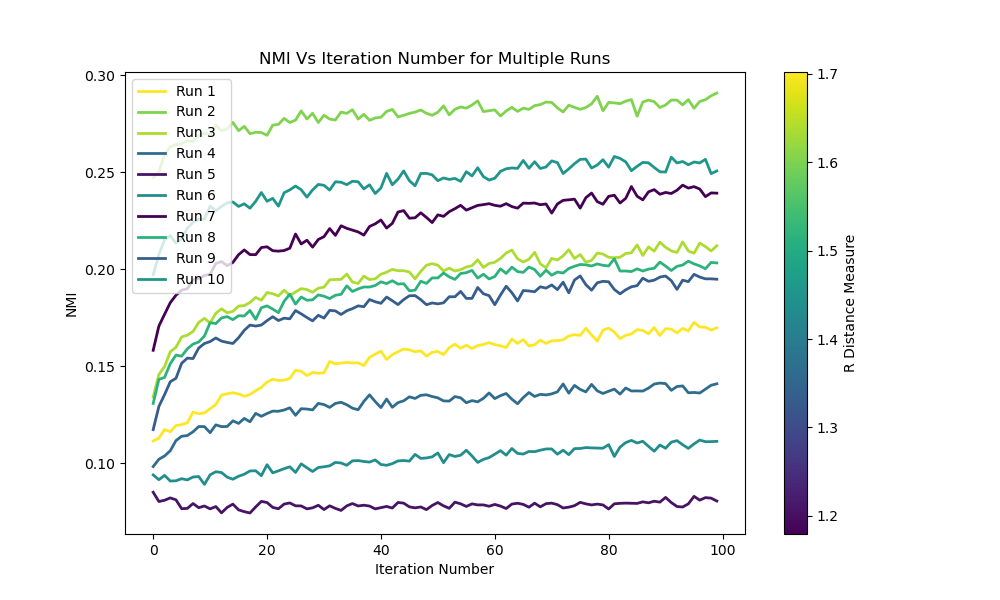 NMI Vs Iteration Number for Multiple Runs
0.30
0.25
0.20
0.15
0.10
NMI
Run 1
Run 2
Run 3
Run 4
Run 5
Run 6
Run 7
Run 8
Run 9
Run 10
0
20
40
60
80
100
Iteration Number
1.7
1.6
1.5
1.4
1.3
1.2
R Distance Measure